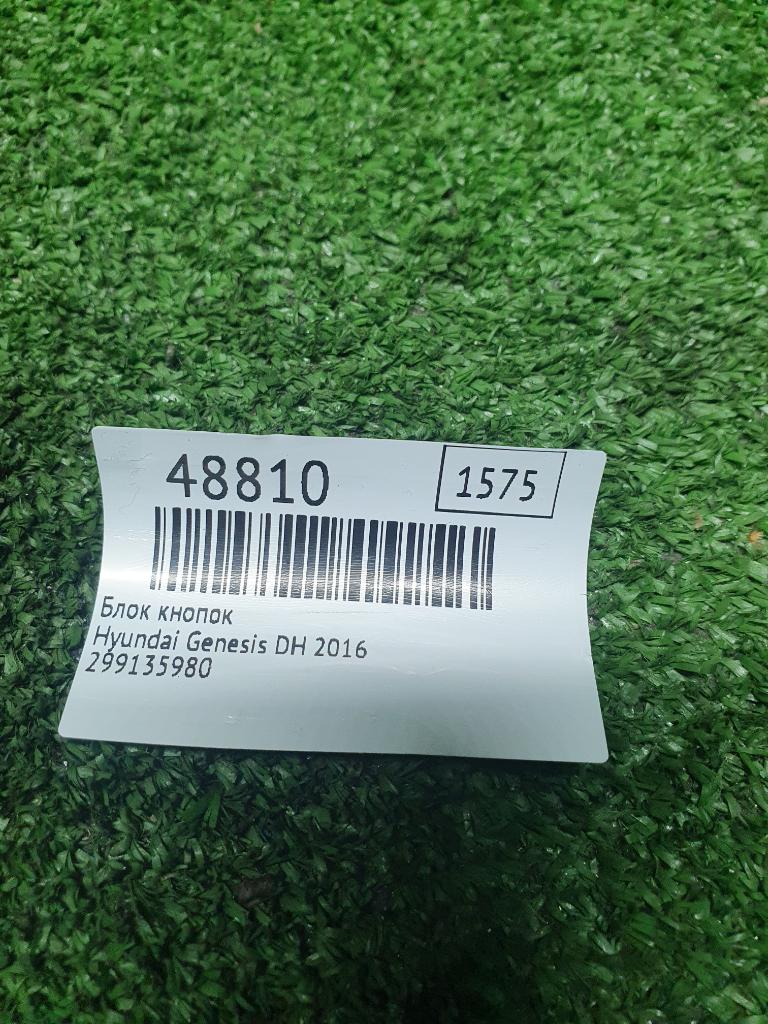 48810
1575
Блок кнопок
Hyundai Genesis DH 2016
299135980